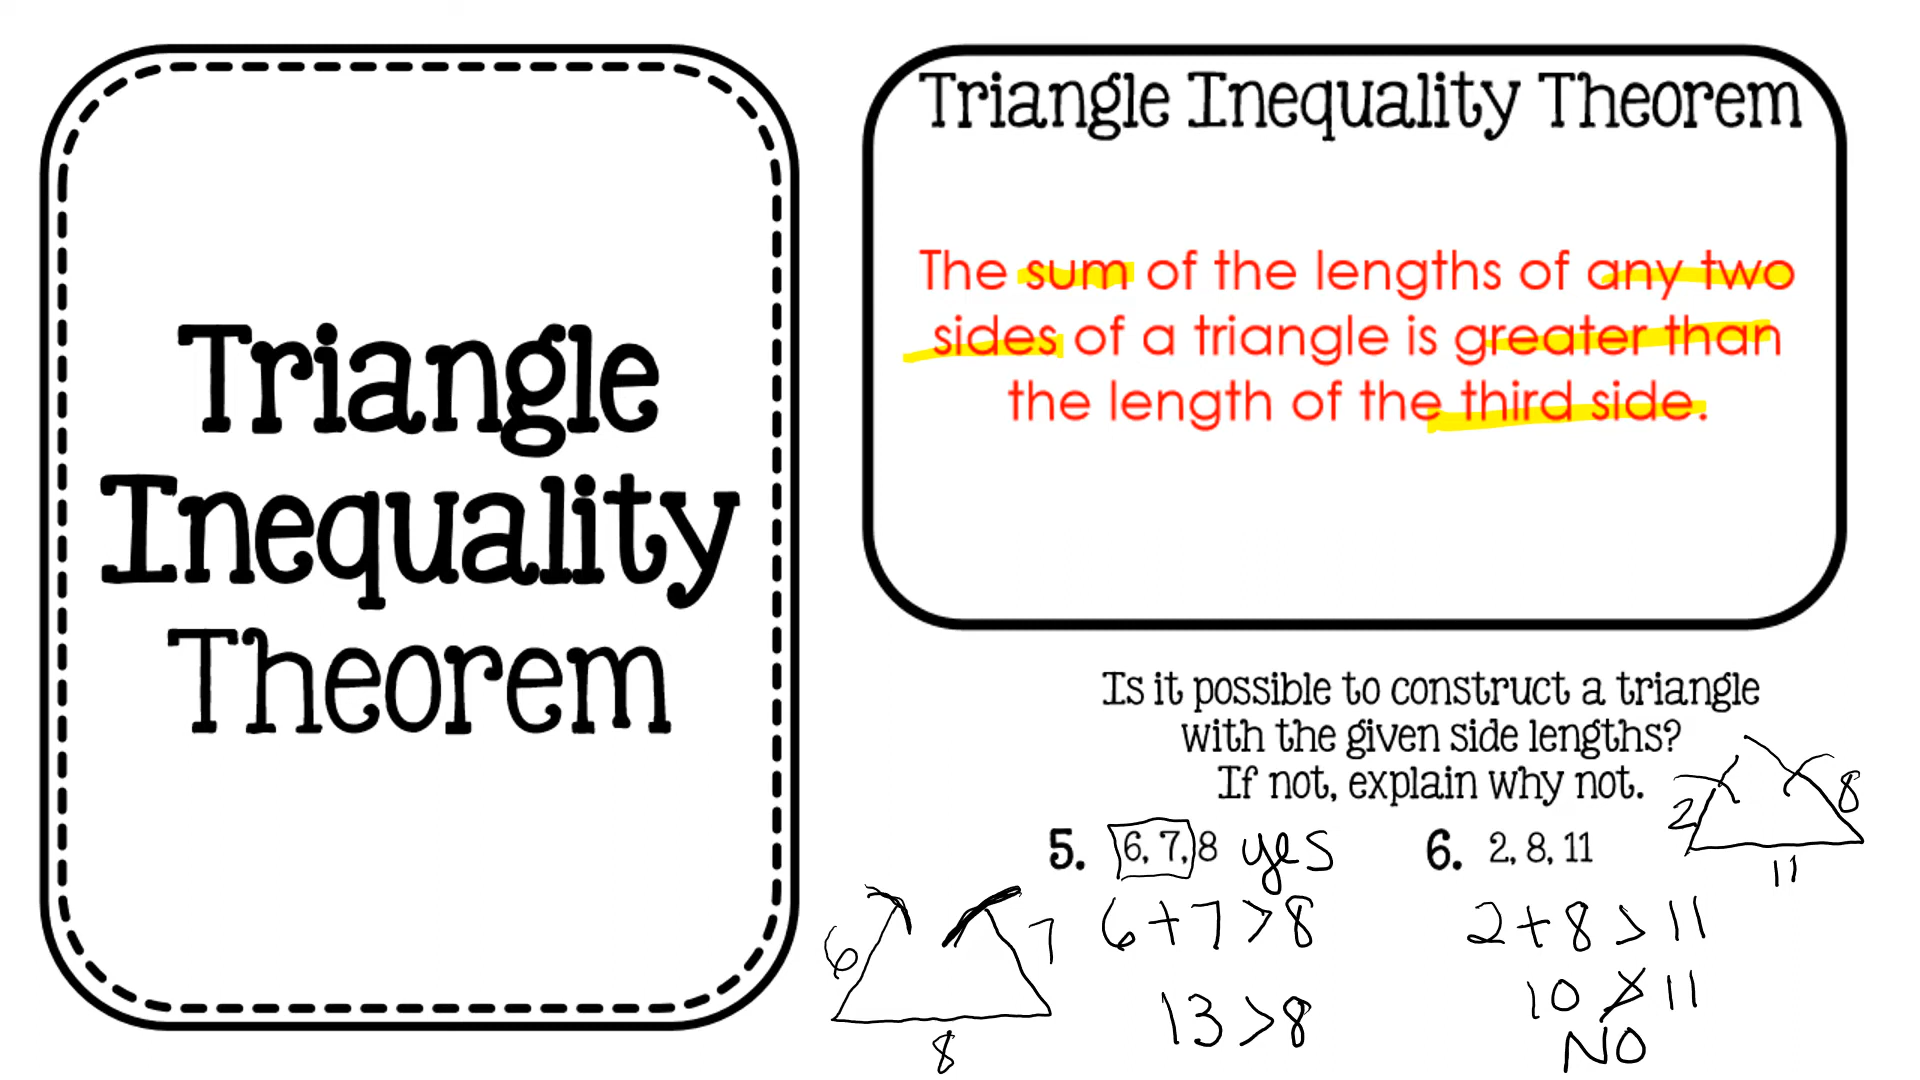 Triangle
Inequality
Theorem
Triangle Inequality Theorem
The sum of the lengths of any two
sides of a triangle is greater than
the length of the third side.
Is it possible to construct a triangle
with the given side lengths?
If not, explain why not.
5. 6, 7, 8 yes
6 + 7 > 8
13 > 8
6
7
8
6. 2, 8, 11
2 + 8 > 11
10 ≯ 11
NO
2
8
11